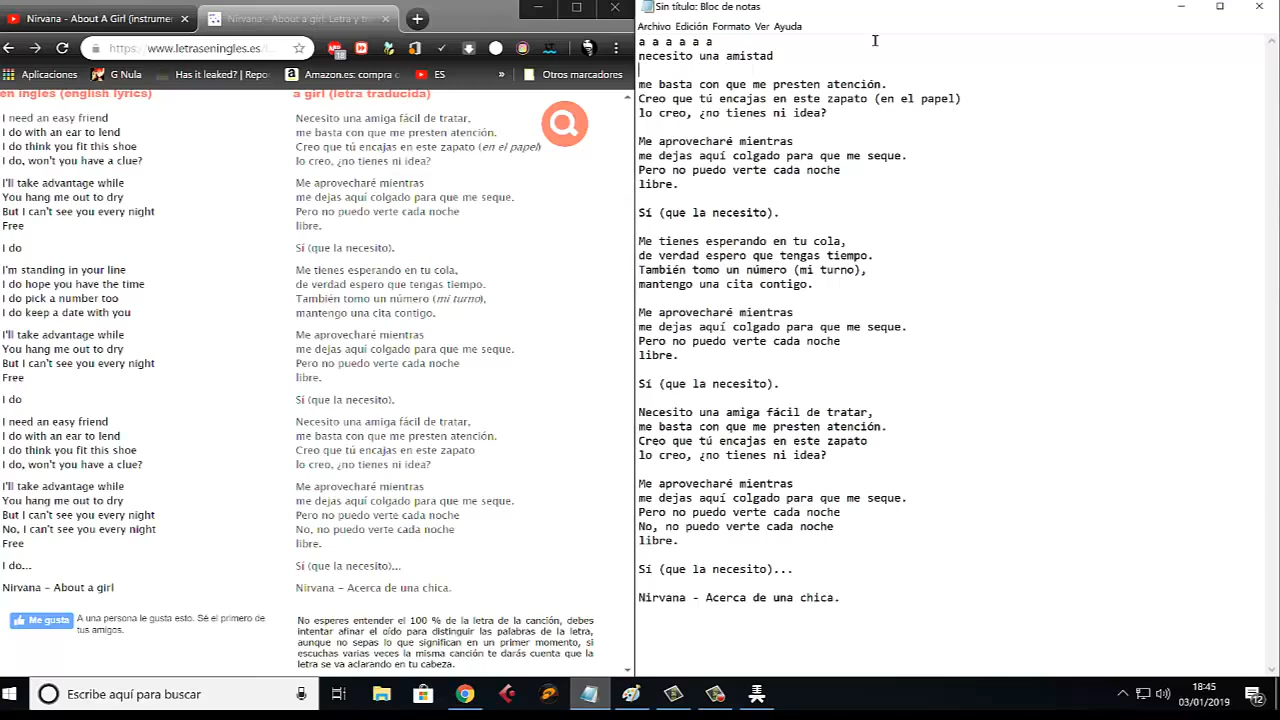 Nirvana - About A Girl (instrumen
Nirvana - About a girl. Letra y tr
https://www.letraseningles.es/
Aplicaciones
G Nula
Has it leaked? | Repo
Amazon.es: compra
ES
»
Otros marcadores
en inglés (english lyrics)
a girl (letra traducida)
I need an easy friend
I do with an ear to lend
I do think you fit this shoe
I do, won't you have a clue?
I'll take advantage while
You hang me out to dry
But I can't see you every night
Free
I do
I'm standing in your line
I do hope you have the time
I do pick a number too
I do keep a date with you
I'll take advantage while
You hang me out to dry
But I can't see you every night
Free
I do
I need an easy friend
I do with an ear to lend
I do think you fit this shoe
I do, won't you have a clue?
I'll take advantage while
You hang me out to dry
But I can't see you every night
No, I can't see you every night
Free
I do...
Nirvana – About a girl
Me gusta
A una persona le gusta esto. Sé el primero de
tus amigos.
Necesito una amiga fácil de tratar,
me basta con que me presten atención.
Creo que tú encajas en este zapato (en el papel)
lo creo, ¿no tienes ni idea?
Me aprovecharé mientras
me dejas aquí colgado para que me seque.
Pero no puedo verte cada noche
libre.
Sí (que la necesito).
Me tienes esperando en tu cola,
de verdad espero que tengas tiempo.
También tomo un número (mi turno),
mantengo una cita contigo.
Me aprovecharé mientras
me dejas aquí colgado para que me seque.
Pero no puedo verte cada noche
libre.
Sí (que la necesito).
Necesito una amiga fácil de tratar,
me basta con que me presten atención.
Creo que tú encajas en este zapato
lo creo, ¿no tienes ni idea?
Me aprovecharé mientras
me dejas aquí colgado para que me seque.
Pero no puedo verte cada noche
No, no puedo verte cada noche
libre.
Sí (que la necesito)...
Nirvana – Acerca de una chica.
No esperes entender el 100 % de la letra de la canción, debes
intentar afinar el oído para distinguir las palabras de la letra,
aunque no sepas lo que significan en un primer momento, si
escuchas varias veces la misma canción te darás cuenta que la
letra se va aclarando en tu cabeza.
Sin título: Bloc de notas
Archivo Edición Formato Ver Ayuda
a a a a a a
necesito una amistad
me basta con que me presten atención.
Creo que tú encajas en este zapato (en el papel)
lo creo, ¿no tienes ni idea?
Me aprovecharé mientras
me dejas aquí colgado para que me seque.
Pero no puedo verte cada noche
libre.
Sí (que la necesito).
Me tienes esperando en tu cola,
de verdad espero que tengas tiempo.
También tomo un número (mi turno),
mantengo una cita contigo.
Me aprovecharé mientras
me dejas aquí colgado para que me seque.
Pero no puedo verte cada noche
libre.
Sí (que la necesito).
Necesito una amiga fácil de tratar,
me basta con que me presten atención.
Creo que tú encajas en este zapato
lo creo, ¿no tienes ni idea?
Me aprovecharé mientras
me dejas aquí colgado para que me seque.
Pero no puedo verte cada noche
No, no puedo verte cada noche
libre.
Sí (que la necesito)...
Nirvana - Acerca de una chica.
Escribe aquí para buscar
18:45
03/01/2019
12